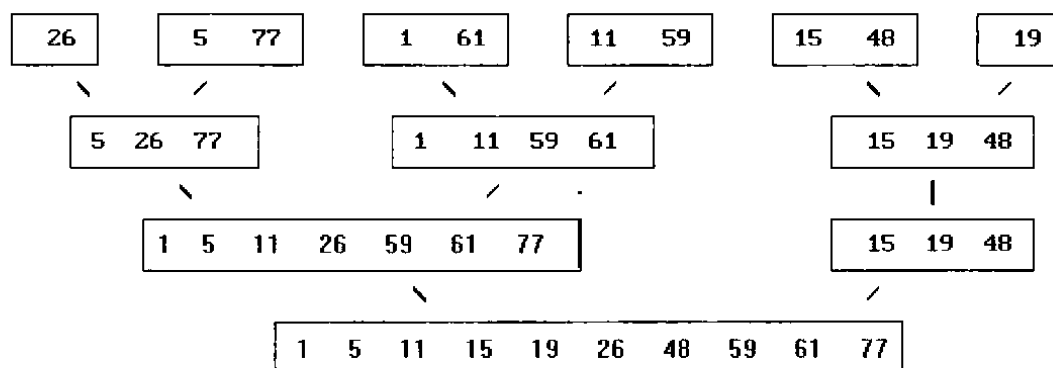 26 5 77 1 61 11 59 15 48 19
5 26 77 1 11 59 61 15 19 48
1 5 11 26 59 61 77 15 19 48
1 5 11 15 19 26 48 59 61 77